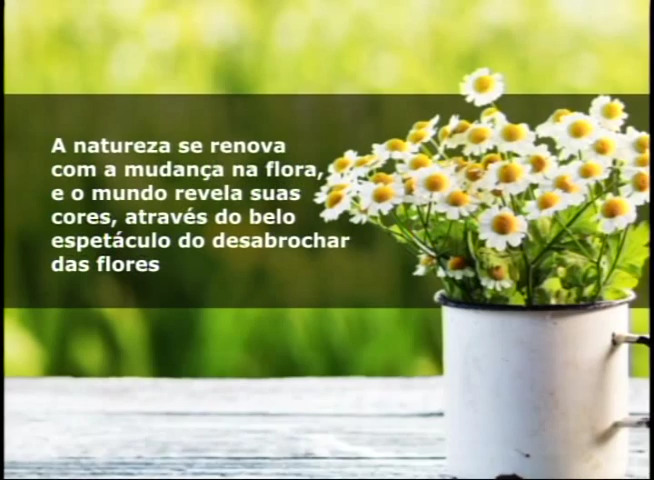 A natureza se renova
com a mudança na flora,
e o mundo revela suas
cores, através do belo
espetáculo do desabrochar
das flores